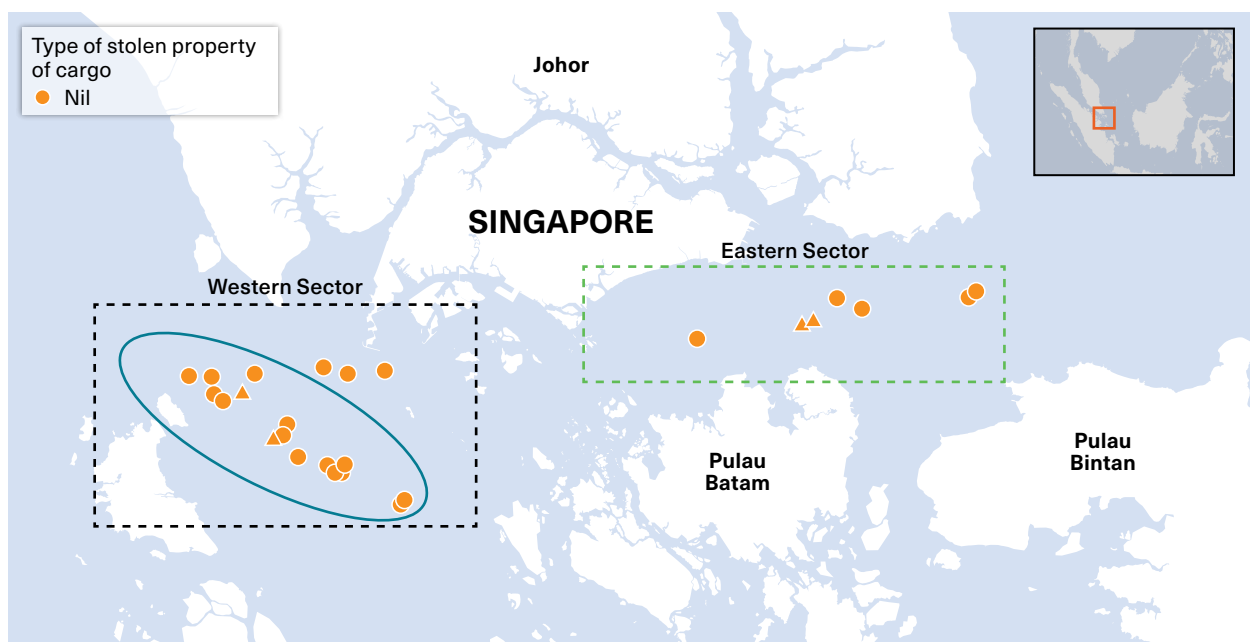 Type of stolen property
of cargo
Nil
Johor
SINGAPORE
Eastern Sector
Western Sector
Pulau
Batam
Pulau
Bintan